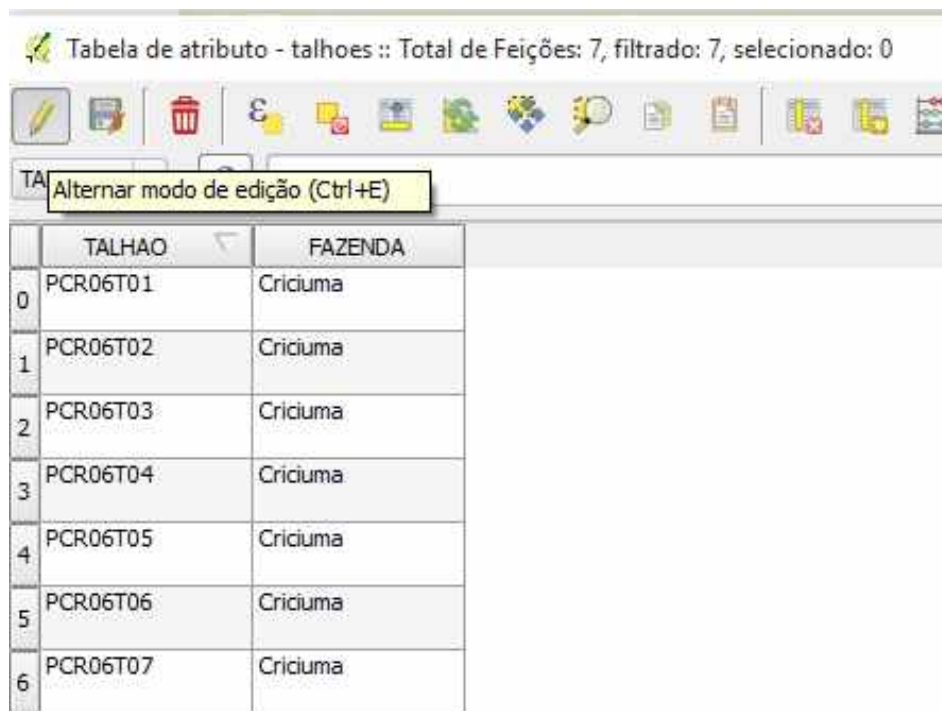 Tabela de atributo - talhoes :: Total de Feições: 7, filtrado: 7, selecionado: 0
ε
TA
Alternar modo de edição (Ctrl+E)
TALHAO FAZENDA
0 PCR06T01 Criciuma
1 PCR06T02 Criciuma
2 PCR06T03 Criciuma
3 PCR06T04 Criciuma
4 PCR06T05 Criciuma
5 PCR06T06 Criciuma
6 PCR06T07 Criciuma